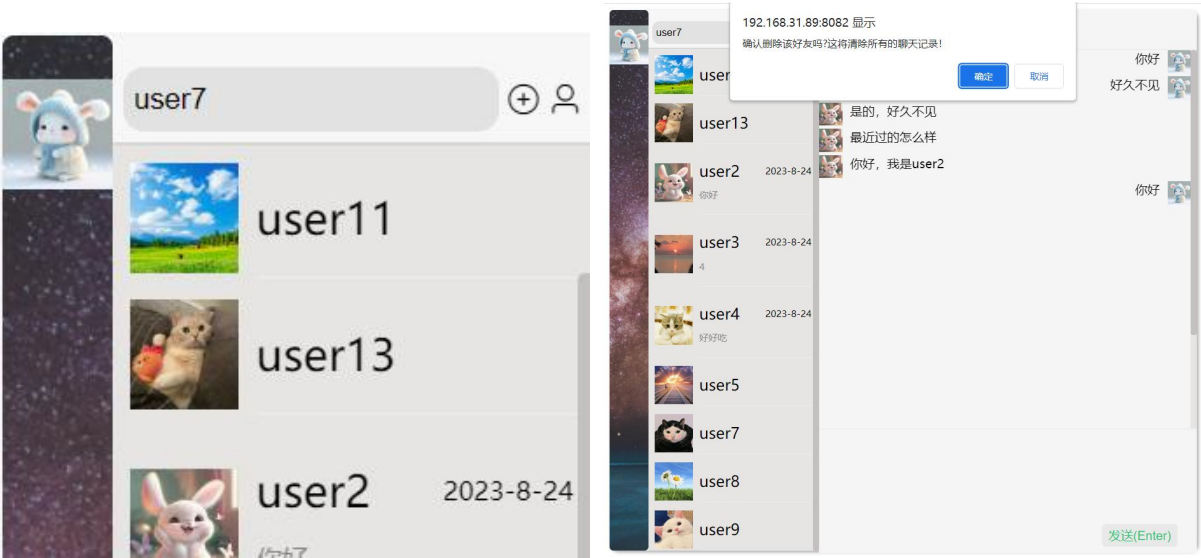 user7
user11
user13
user2 2023-8-24
你好
192.168.31.89:8082 显示
确认删除该好友吗?这将清除所有的聊天记录!
确定 取消
user7
user
user13
user2 2023-8-24
你好
user3 2023-8-24
4
user4 2023-8-24
好好吃
user5
user7
user8
user9
你好
好久不见
是的，好久不见
最近过的怎么样
你好，我是user2
你好
发送(Enter)